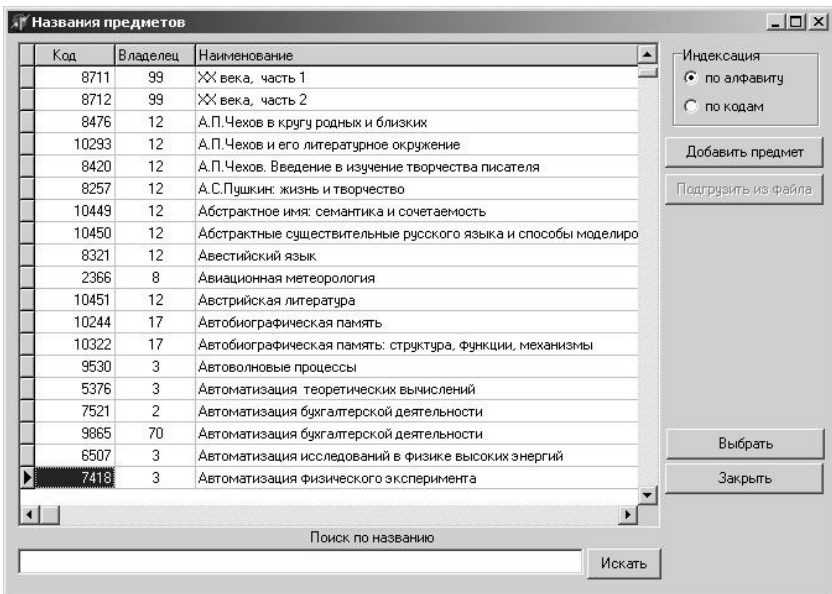 Названия предметов
Код Владелец Наименование
8711 99 XX века, часть 1
8712 99 XX века, часть 2
8476 12 А.П.Чехов в кругу родных и близких
10293 12 А.П.Чехов и его литературное окружение
8420 12 А.П.Чехов. Введение в изучение творчества писателя
8257 12 А.С.Пушкин: жизнь и творчество
10449 12 Абстрактное имя: семантика и сочетаемость
10450 12 Абстрактные существительные русского языка и способы моделиро
8321 12 Авестийский язык
2366 8 Авиационная метеорология
10451 12 Австрийская литература
10244 17 Автобиографическая память
10322 17 Автобиографическая память: структура, функции, механизмы
9530 3 Автоволновые процессы
5376 3 Автоматизация теоретических вычислений
7521 2 Автоматизация бухгалтерской деятельности
9865 70 Автоматизация бухгалтерской деятельности
6507 3 Автоматизация исследований в физике высоких энергий
7418 3 Автоматизация физического эксперимента
Индексация
по алфавиту
по кодам
Добавить предмет
Подгрузить из файла
Выбрать
Закрыть
Поиск по названию
Искать